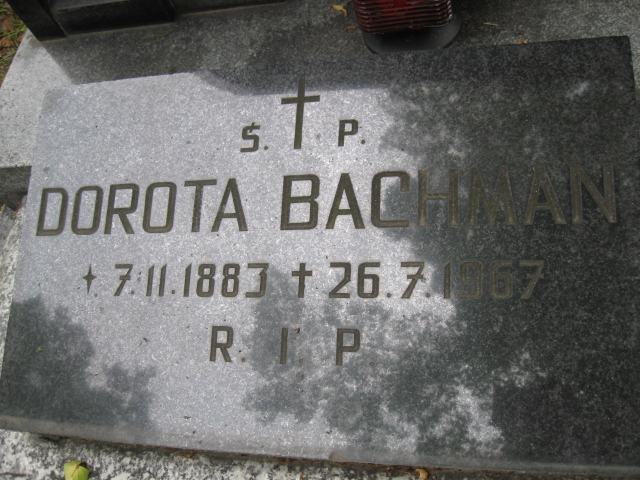 Ś. † P.
DOROTA BACHMAN
* 7.11.1883 † 26.7.1967
R. I. P.